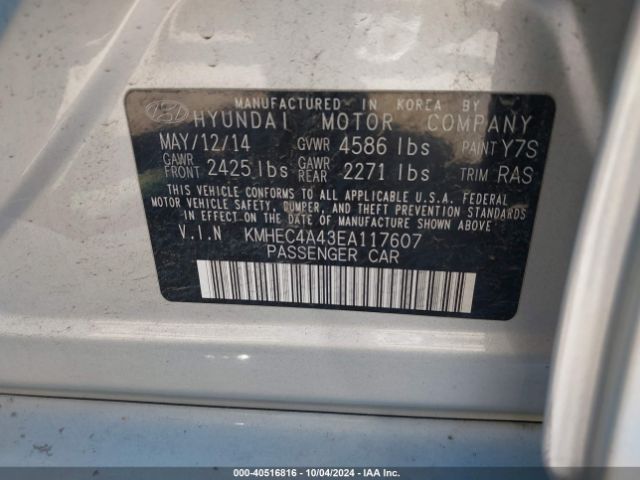 MANUFACTURED IN KOREA BY
HYUNDAI MOTOR COMPANY
MAY/12/14 GVWR 4586 lbs PAINT Y7S
GAWR FRONT 2425 lbs GAWR REAR 2271 lbs TRIM RAS
THIS VEHICLE CONFORMS TO ALL APPLICABLE U.S.A. FEDERAL
MOTOR VEHICLE SAFETY, BUMPER, AND THEFT PREVENTION STANDARDS
IN EFFECT ON THE DATE OF MANUFACTURE SHOWN ABOVE.
V.I.N KMHEC4A43EA117607
PASSENGER CAR
000-40516816 - 10/04/2024 - IAA Inc.